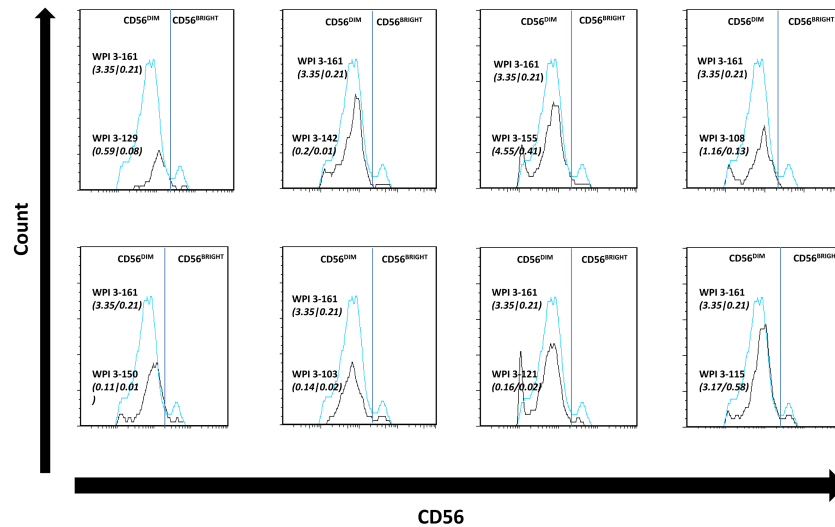 CD56DIM CD56BRIGHT
WPI 3-161
(3.35|0.21)
WPI 3-129
(0.59|0.08)
CD56DIM CD56BRIGHT
WPI 3-161
(3.35|0.21)
WPI 3-142
(0.2/0.01)
CD56DIM CD56BRIGHT
WPI 3-161
(3.35|0.21)
WPI 3-155
(4.55/0.41)
CD56DIM CD56BRIGHT
WPI 3-161
(3.35|0.21)
WPI 3-108
(1.16/0.13)
Count
CD56DIM CD56BRIGHT
WPI 3-161
(3.35/0.21)
WPI 3-150
(0.11|0.01
)
CD56DIM CD56BRIGHT
WPI 3-161
(3.35|0.21)
WPI 3-103
(0.14|0.02)
CD56DIM CD56BRIGHT
WPI 3-161
(3.35|0.21)
WPI 3-121
(0.16/0.02)
CD56DIM CD56BRIGHT
WPI 3-161
(3.35|0.21)
WPI 3-115
(3.17/0.58)
CD56